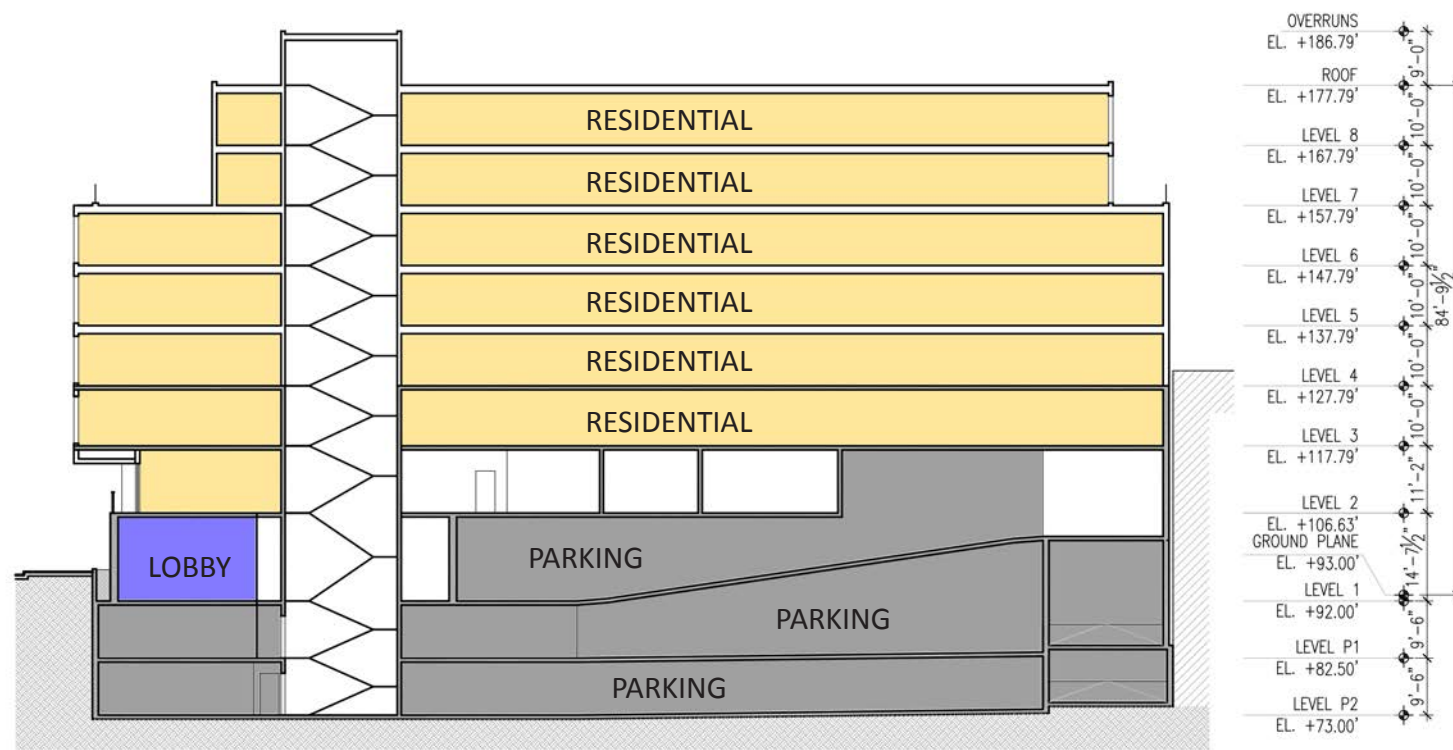 RESIDENTIAL
RESIDENTIAL
RESIDENTIAL
RESIDENTIAL
RESIDENTIAL
RESIDENTIAL
LOBBY
PARKING
PARKING
PARKING
OVERRUNS
EL. +186.79'
9'-0"
ROOF
EL. +177.79'
10'-0"
LEVEL 8
EL. +167.79'
10'-0"
LEVEL 7
EL. +157.79'
10'-0"
LEVEL 6
EL. +147.79'
10'-0"
LEVEL 5
EL. +137.79'
10'-0"
LEVEL 4
EL. +127.79'
10'-0"
LEVEL 3
EL. +117.79'
11'-2"
LEVEL 2
EL. +106.63'
14'-7½"
GROUND PLANE
EL. +93.00'
LEVEL 1
EL. +92.00'
9'-6"
LEVEL P1
EL. +82.50'
9'-6"
LEVEL P2
EL. +73.00'
84'-9½"